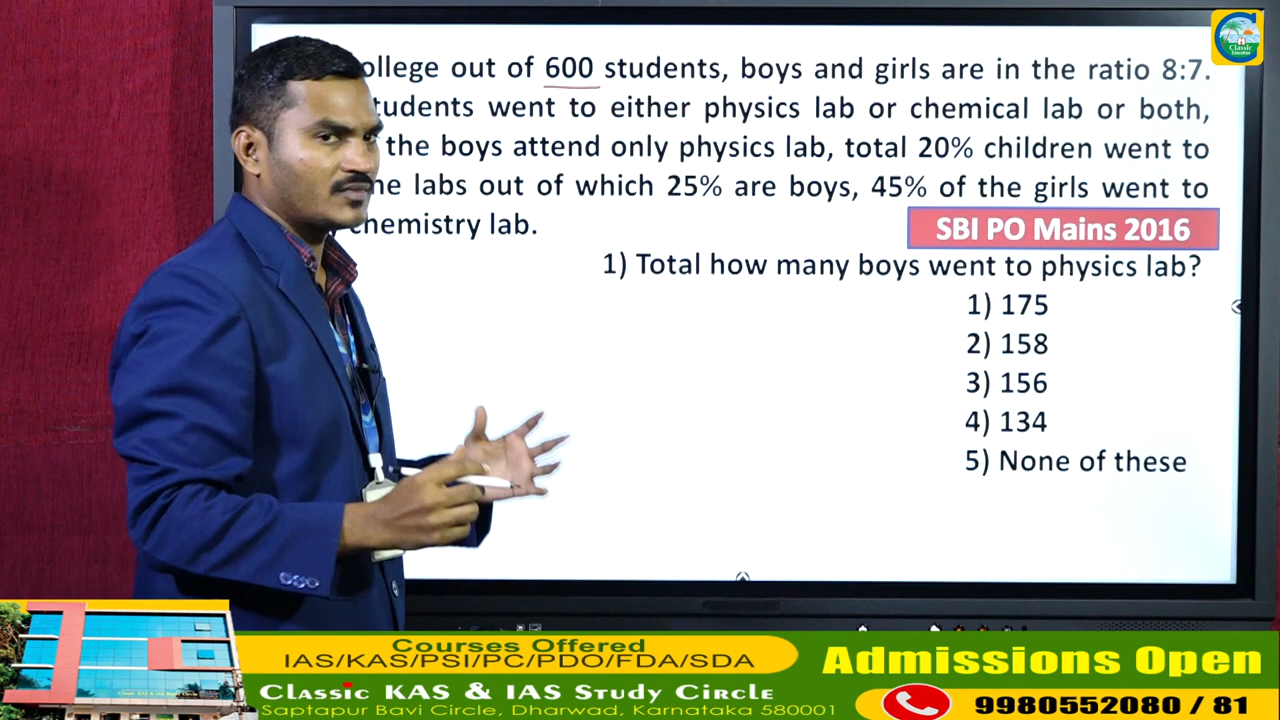 ollege out of 600 students, boys and girls are in the ratio 8:7.
tudents went to either physics lab or chemical lab or both,
the boys attend only physics lab, total 20% children went to
he labs out of which 25% are boys, 45% of the girls went to
chemistry lab.
SBI PO Mains 2016
1) Total how many boys went to physics lab?
1) 175
2) 158
3) 156
4) 134
5) None of these
Classic
Education
Courses Offered
IAS/KAS/PSI/PC/PDO/FDA/SDA
Classic KAS & IAS Study Circle
Saptapur Bavi Circle, Dharwad, Karnataka 580001
Admissions Open
9980552080 / 81